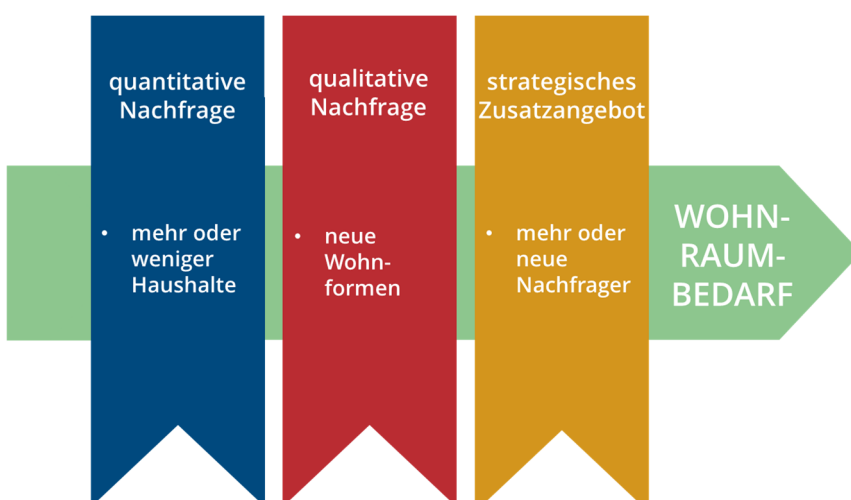 quantitative
Nachfrage
• mehr oder
weniger
Haushalte
qualitative
Nachfrage
• neue
Wohn-
formen
strategisches
Zusatzangebot
• mehr oder
neue
Nachfrager
WOHN-
RAUM-
BEDARF